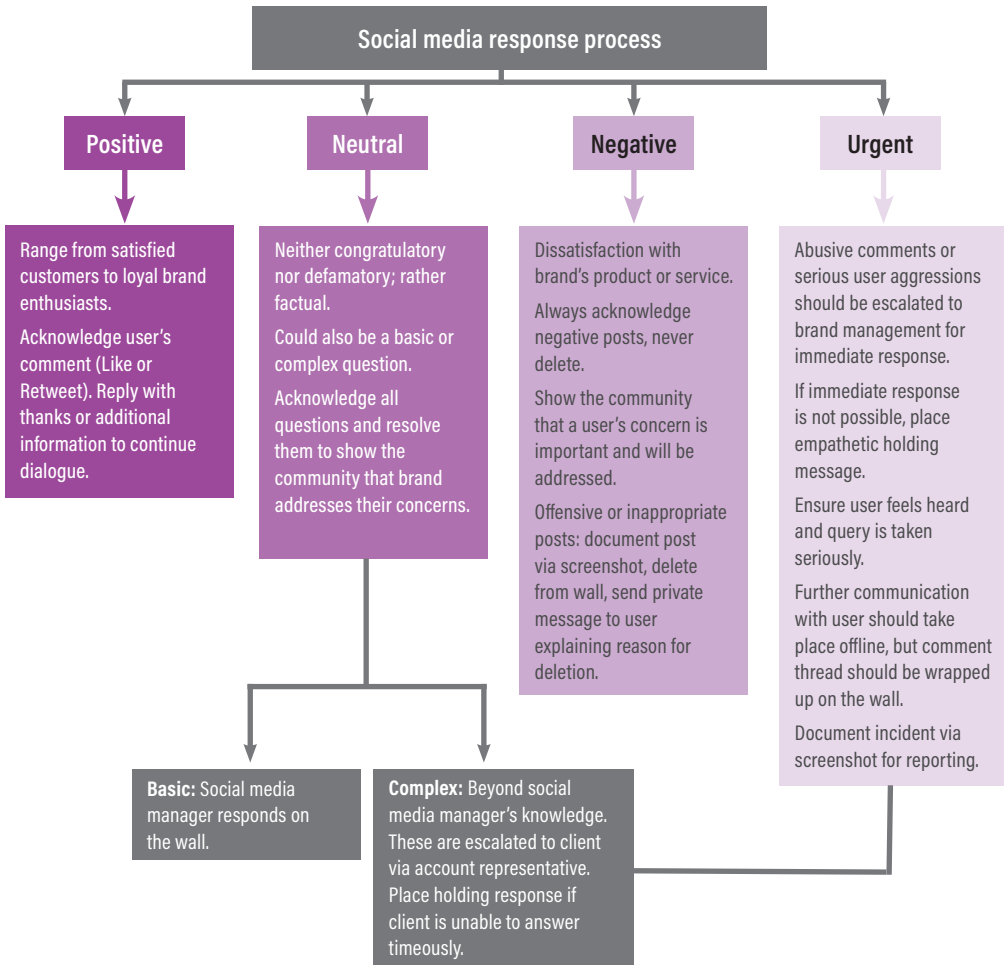 Social media response process
Positive
Neutral
Negative
Urgent
Range from satisfied
customers to loyal brand
enthusiasts.
Acknowledge user’s
comment (Like or
Retweet). Reply with
thanks or additional
information to continue
dialogue.
Neither congratulatory
nor defamatory; rather
factual.
Could also be a basic or
complex question.
Acknowledge all
questions and resolve
them to show the
community that brand
addresses their concerns.
Dissatisfaction with
brand’s product or service.
Always acknowledge
negative posts, never
delete.
Show the community
that a user’s concern is
important and will be
addressed.
Offensive or inappropriate
posts: document post
via screenshot, delete
from wall, send private
message to user
explaining reason for
deletion.
Abusive comments or
serious user aggressions
should be escalated to
brand management for
immediate response.
If immediate response
is not possible, place
empathetic holding
message.
Ensure user feels heard
and query is taken
seriously.
Further communication
with user should take
place offline, but comment
thread should be wrapped
up on the wall.
Document incident via
screenshot for reporting.
Basic: Social media
manager responds on
the wall.
Complex: Beyond social
media manager’s knowledge.
These are escalated to client
via account representative.
Place holding response if
client is unable to answer
timeously.